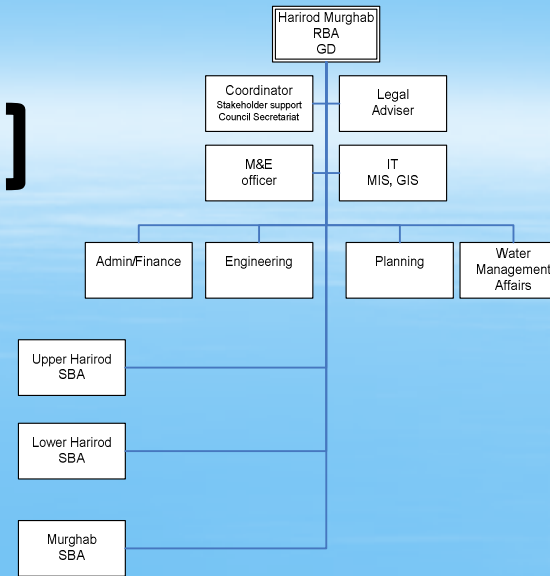 ]
Harirod Murghab
RBA
GD
Coordinator
Stakeholder support
Council Secretariat
Legal
Adviser
M&E
officer
IT
MIS, GIS
Admin/Finance
Engineering
Planning
Water
Management
Affairs
Upper Harirod
SBA
Lower Harirod
SBA
Murghab
SBA